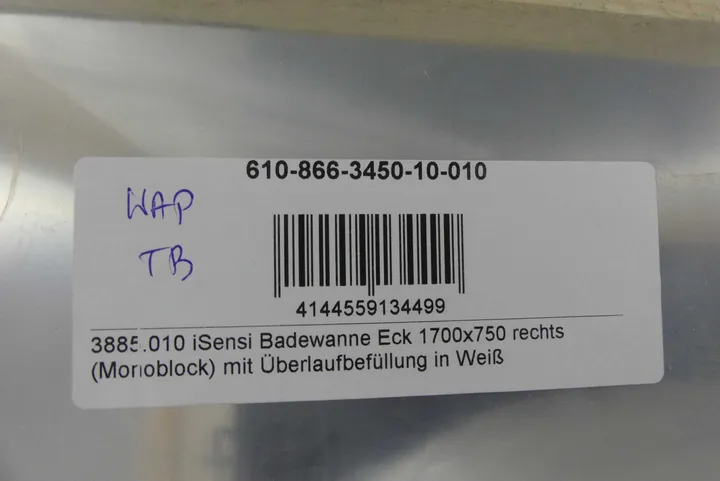 610-866-3450-10-010
WAP
TB
4144559134499
3885.010 iSensi Badewanne Eck 1700x750 rechts
(Monoblock) mit Überlaufbefüllung in Weiß